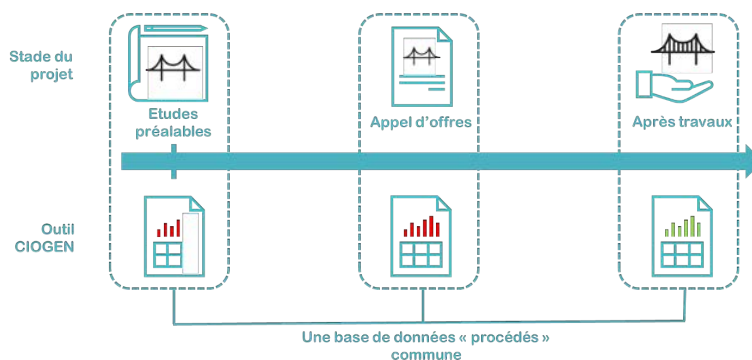 Stade du
projet
Etudes
préalables
Appel d'offres
Après travaux
Outil
CIOGEN
Une base de données « procédés »
commune